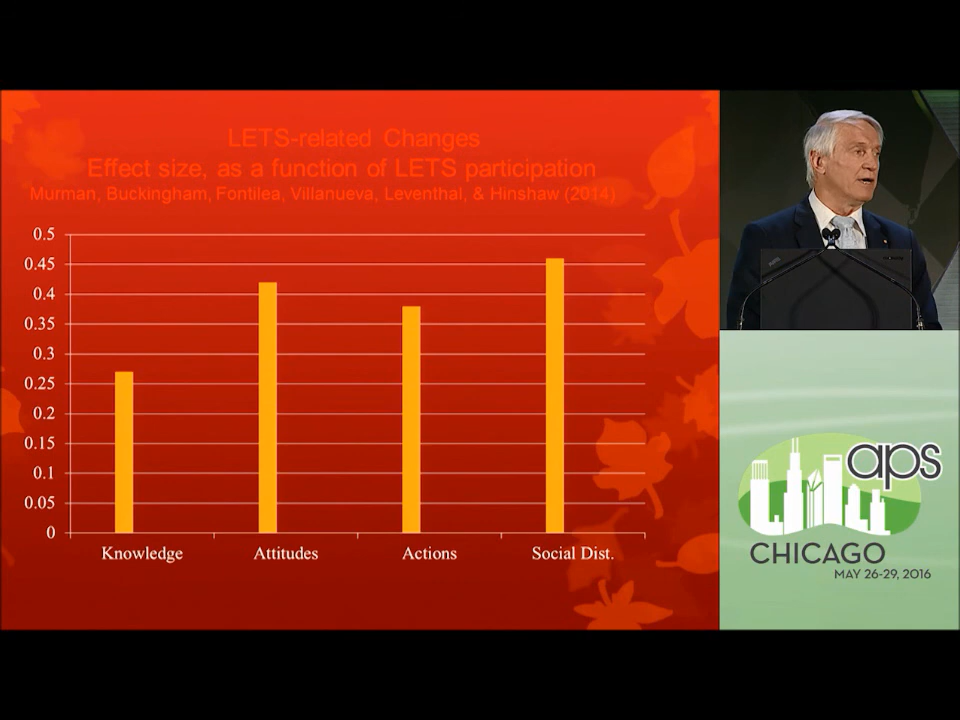 LETS-related Changes
Effect size, as a function of LETS participation
Murman, Buckingham, Fontilea, Villanueva, Leventhal, & Hinshaw (2014)
0.5
0.45
0.4
0.35
0.3
0.25
0.2
0.15
0.1
0.05
0
Knowledge Attitudes Actions Social Dist.
aps
CHICAGO
MAY 26-29, 2016